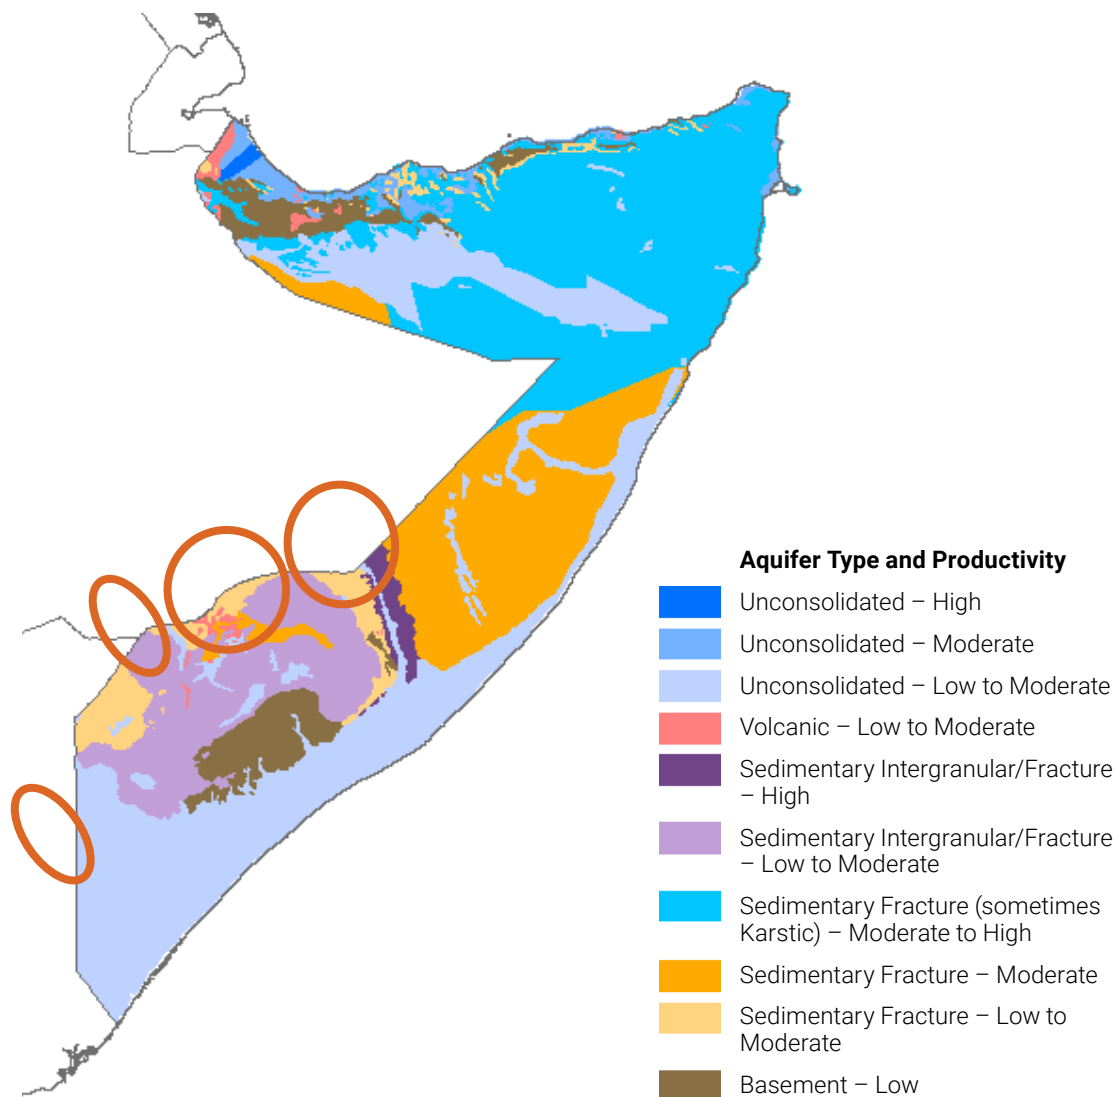 Aquifer Type and Productivity
Unconsolidated – High
Unconsolidated – Moderate
Unconsolidated – Low to Moderate
Volcanic – Low to Moderate
Sedimentary Intergranular/Fracture
– High
Sedimentary Intergranular/Fracture
– Low to Moderate
Sedimentary Fracture (sometimes
Karstic) – Moderate to High
Sedimentary Fracture – Moderate
Sedimentary Fracture – Low to
Moderate
Basement – Low